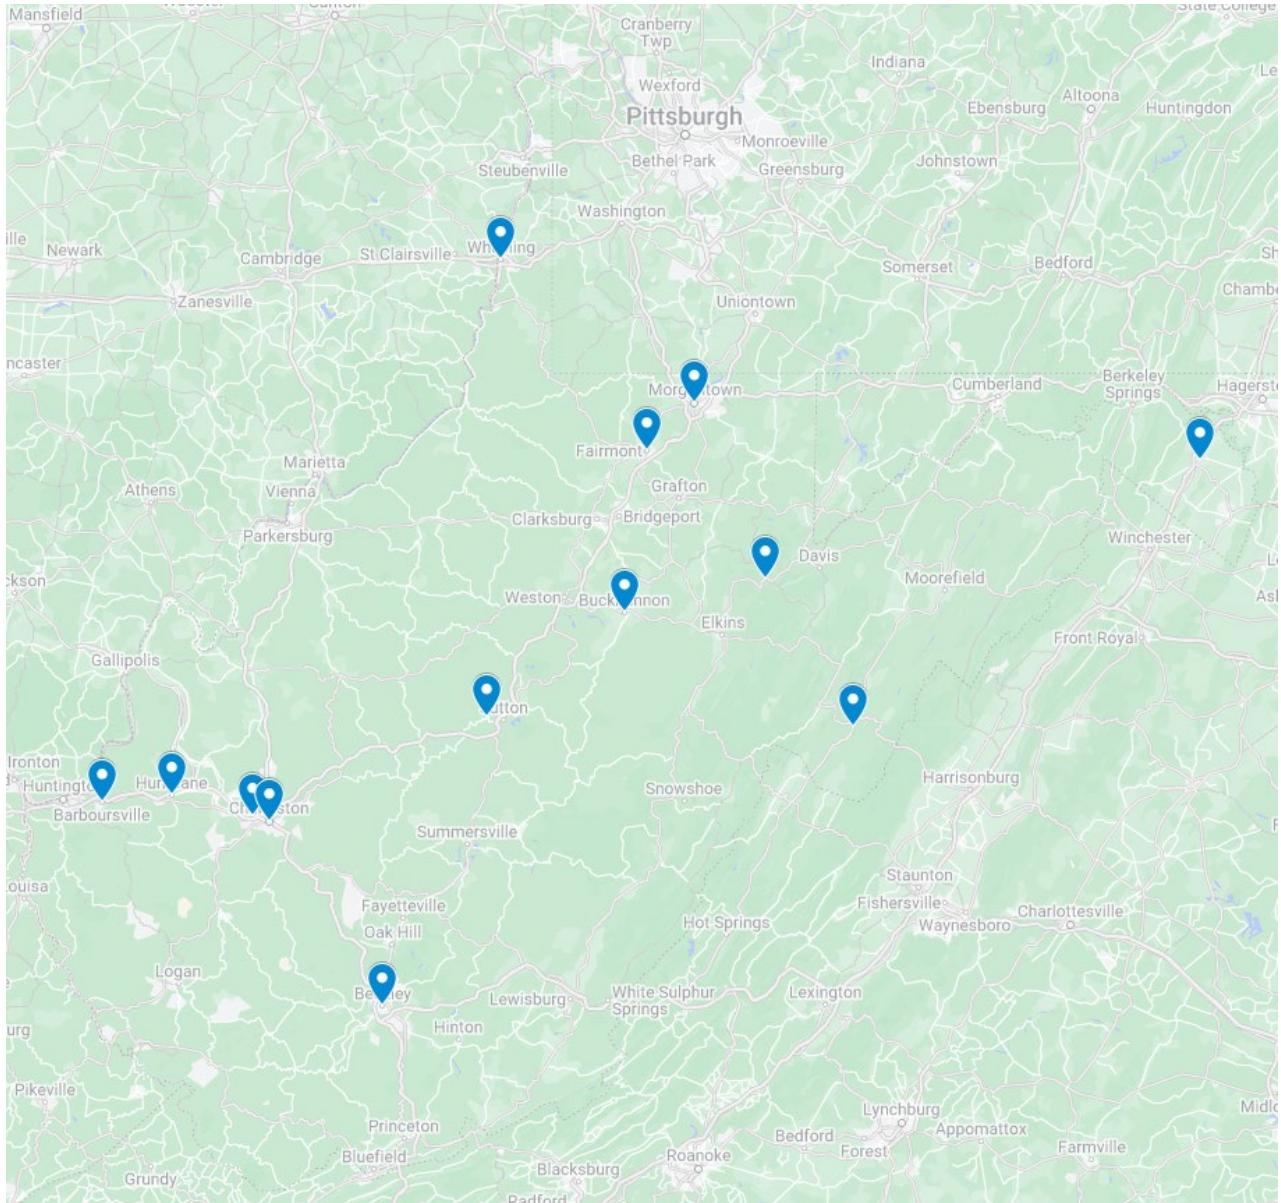 Mansfield
State College
Cranberry
Twp
Indiana
Wexford
Altoona
Ebensburg
Huntingdon
Pittsburgh
Monroeville
Bethel Park
Johnstown
Steubenville
Greensburg
Washington
Newark
St Clairsville
Cambridge
Somerset
Bedford
Zanesville
Uniontown
Cumberland
Berkeley
Springs
Fairmont
Marietta
Athens
Vienna
Grafton
Clarksburg
Bridgeport
Parkersburg
Winchester
Davis
Moorefield
Weston
Elkins
Front Royal
Gallipolis
Ironton
Harrisonburg
Snowshoe
Barboursville
Summersville
Staunton
Fayetteville
Fishersville
Waynesboro
Charlottesville
Hot Springs
Oak Hill
Logan
Lewisburg
White Sulphur
Springs
Lexington
Hinton
Pikeville
Lynchburg
Princeton
Bedford
Appomattox
Forest
Farmville
Bluefield
Roanoke
Blacksburg
Grundy